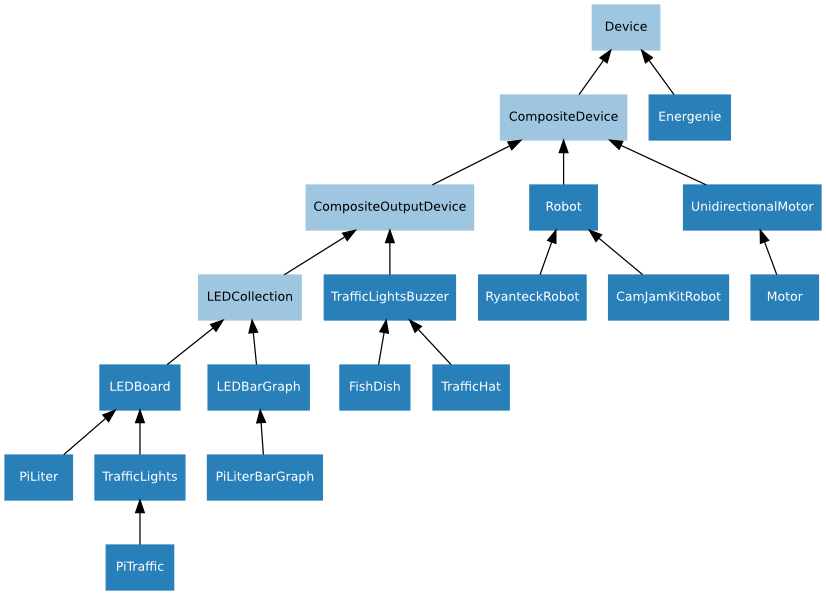 Device
CompositeDevice
Energenie
CompositeOutputDevice
Robot
UnidirectionalMotor
LEDCollection
TrafficLightsBuzzer
RyanteckRobot
CamJamKitRobot
Motor
LEDBoard
LEDBarGraph
FishDish
TrafficHat
PiLiter
TrafficLights
PiLiterBarGraph
PiTraffic